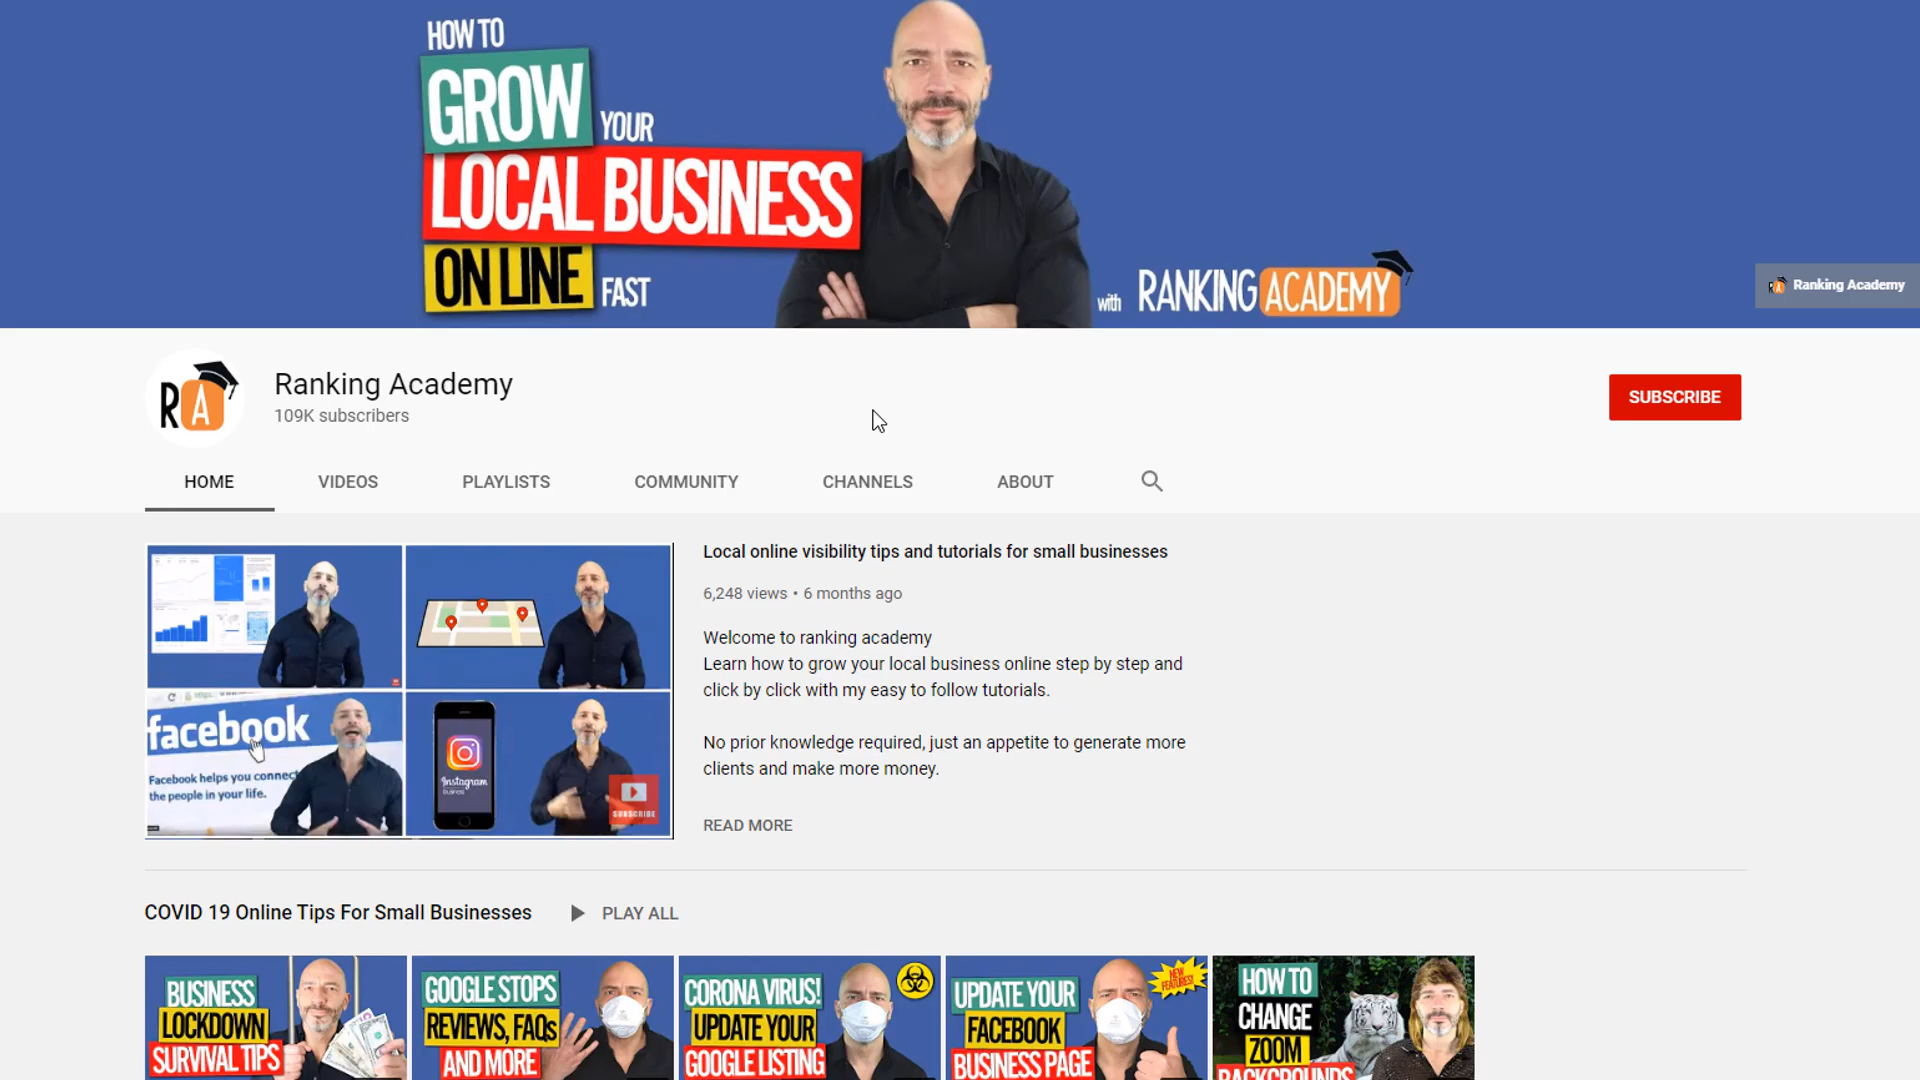 HOW TO
GROW YOUR
LOCAL BUSINESS
ON LINE FAST
with RANKING ACADEMY
Ranking Academy
RA
Ranking Academy
109K subscribers
SUBSCRIBE
HOME VIDEOS PLAYLISTS COMMUNITY CHANNELS ABOUT
facebook
Facebook helps you connect
the people in your life.
Instagram
SUBSCRIBE
Local online visibility tips and tutorials for small businesses
6,248 views • 6 months ago
Welcome to ranking academy
Learn how to grow your local business online step by step and
click by click with my easy to follow tutorials.
No prior knowledge required, just an appetite to generate more
clients and make more money.
READ MORE
COVID 19 Online Tips For Small Businesses PLAY ALL
BUSINESS
LOCKDOWN
SURVIVAL TIPS
GOOGLE STOPS
REVIEWS, FAQs
AND MORE
CORONA VIRUS!
UPDATE YOUR
GOOGLE LISTING
UPDATE YOUR
FACEBOOK
BUSINESS PAGE
NEW
FEATURES!
HOW TO
CHANGE
ZOOM
BACKGROUNDS